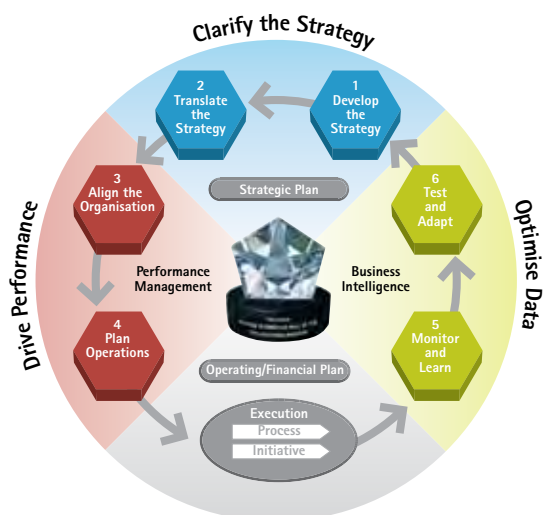 Clarify the Strategy
1
Develop
the
Strategy
2
Translate
the
Strategy
3
Align the
Organisation
4
Plan
Operations
Execution
Process
Initiative
5
Monitor
and
Learn
6
Test
and
Adapt
Strategic Plan
Performance
Management
Business
Intelligence
Operating/Financial Plan
Drive Performance
Optimise Data